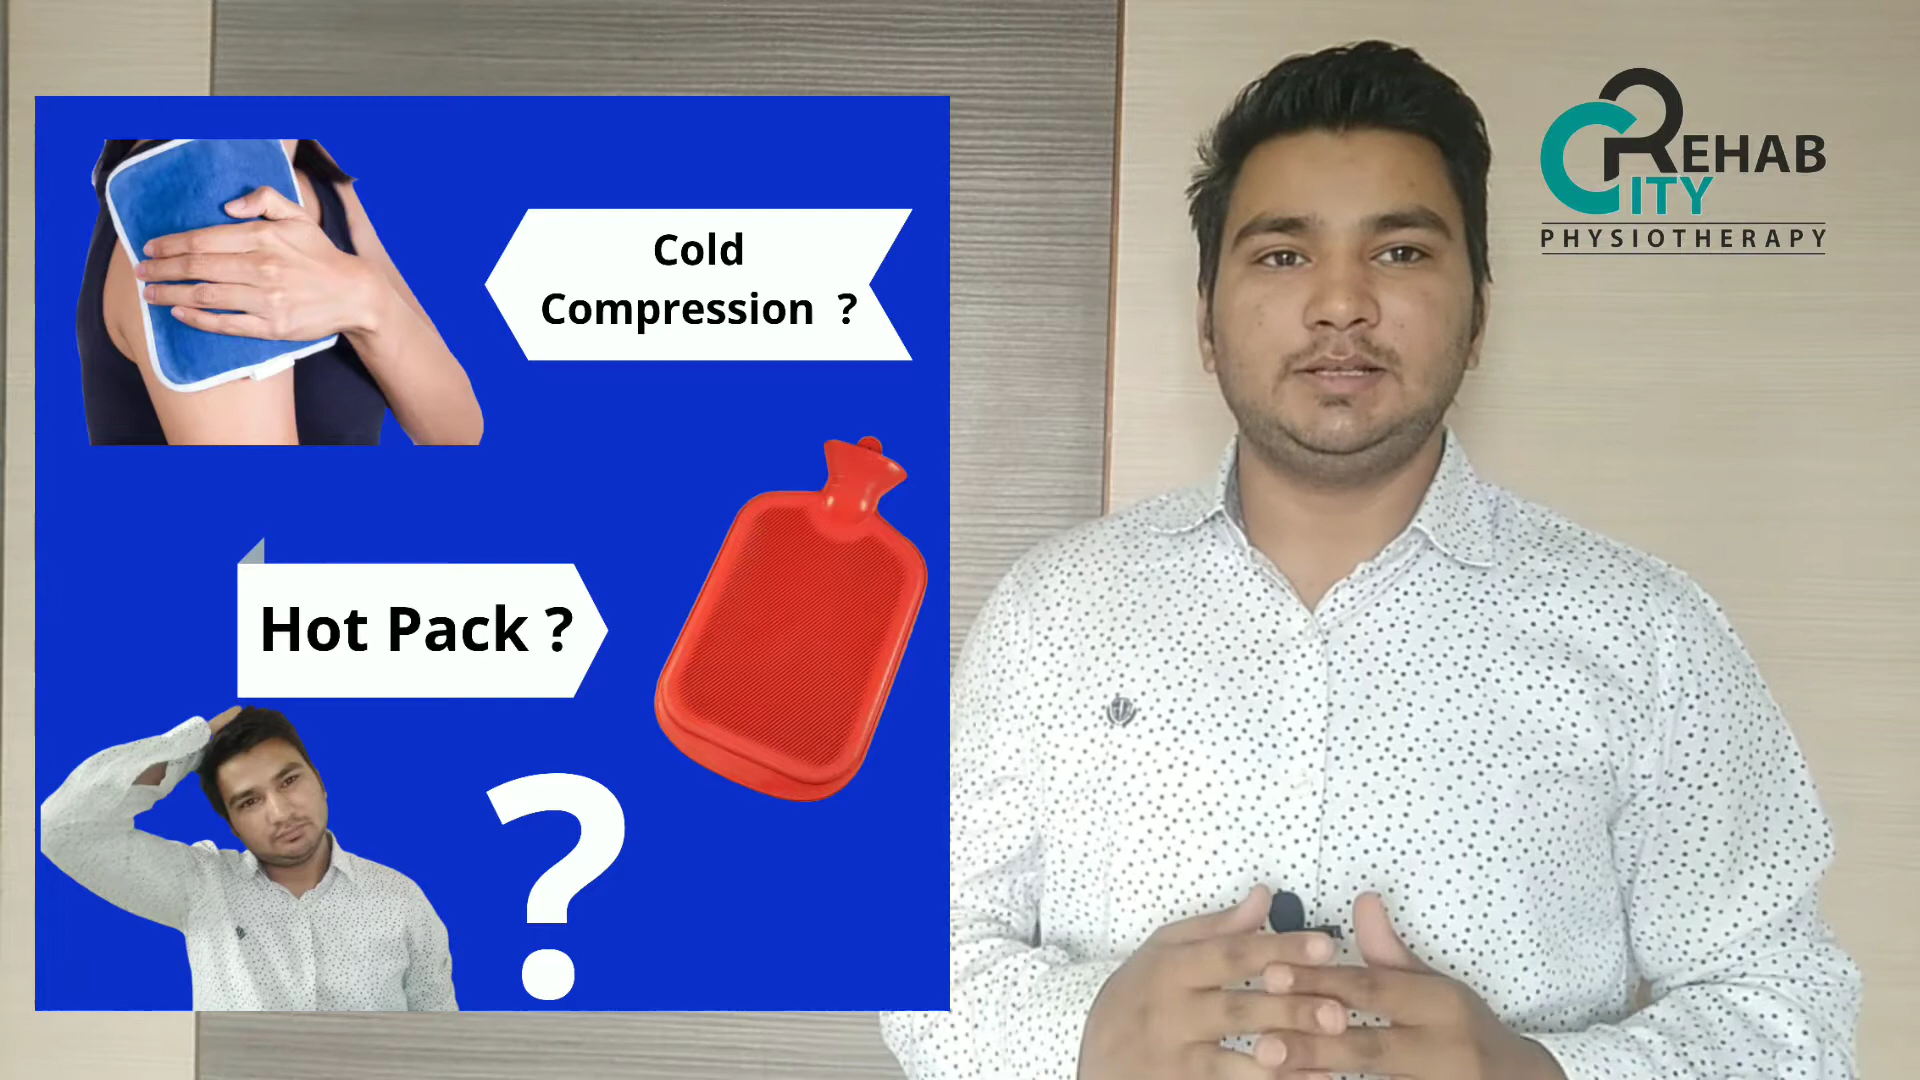 Cold
Compression ?
Hot Pack ?
?
REHAB
CITY
PHYSIOTHERAPY